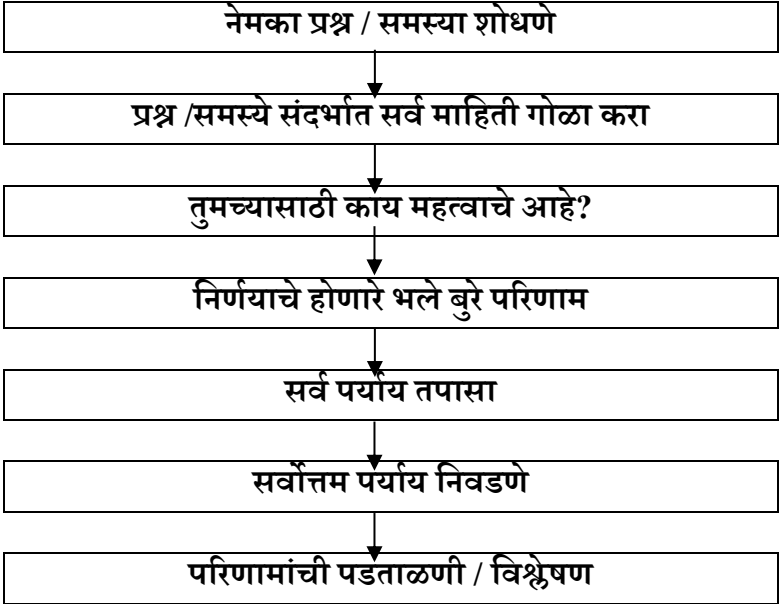 नेमका प्रश्न / समस्या शोधणे
प्रश्न /समस्ये संदर्भात सर्व माहिती गोळा करा
तुमच्यासाठी काय महत्वाचे आहे?
निर्णयाचे होणारे भले बुरे परिणाम
सर्व पर्याय तपासा
सर्वोत्तम पर्याय निवडणे
परिणामांची पडताळणी / विश्लेषण